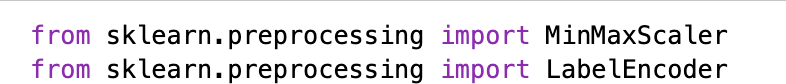 from sklearn.preprocessing import MinMaxScaler
from sklearn.preprocessing import LabelEncoder